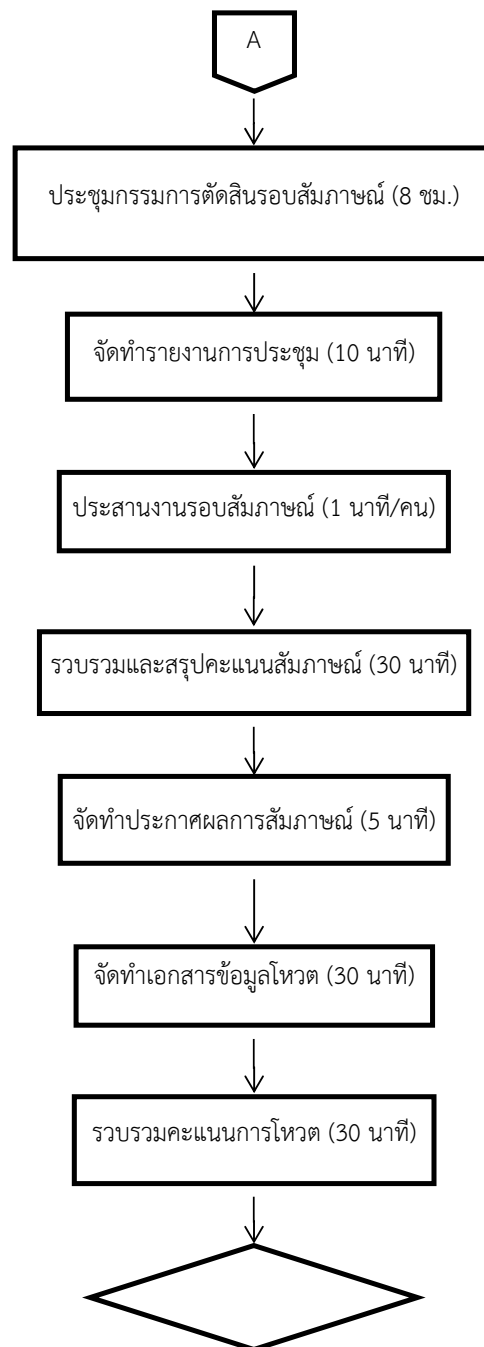 A
ประชุมกรรมการตัดสินรอบสัมภาษณ์ (8 ชม.)
จัดทำรายงานการประชุม (10 นาที)
ประสานงานรอบสัมภาษณ์ (1 นาที/คน)
รวบรวมและสรุปคะแนนสัมภาษณ์ (30 นาที)
จัดทำประกาศผลการสัมภาษณ์ (5 นาที)
จัดทำเอกสารข้อมูลโหวต (30 นาที)
รวบรวมคะแนนการโหวต (30 นาที)